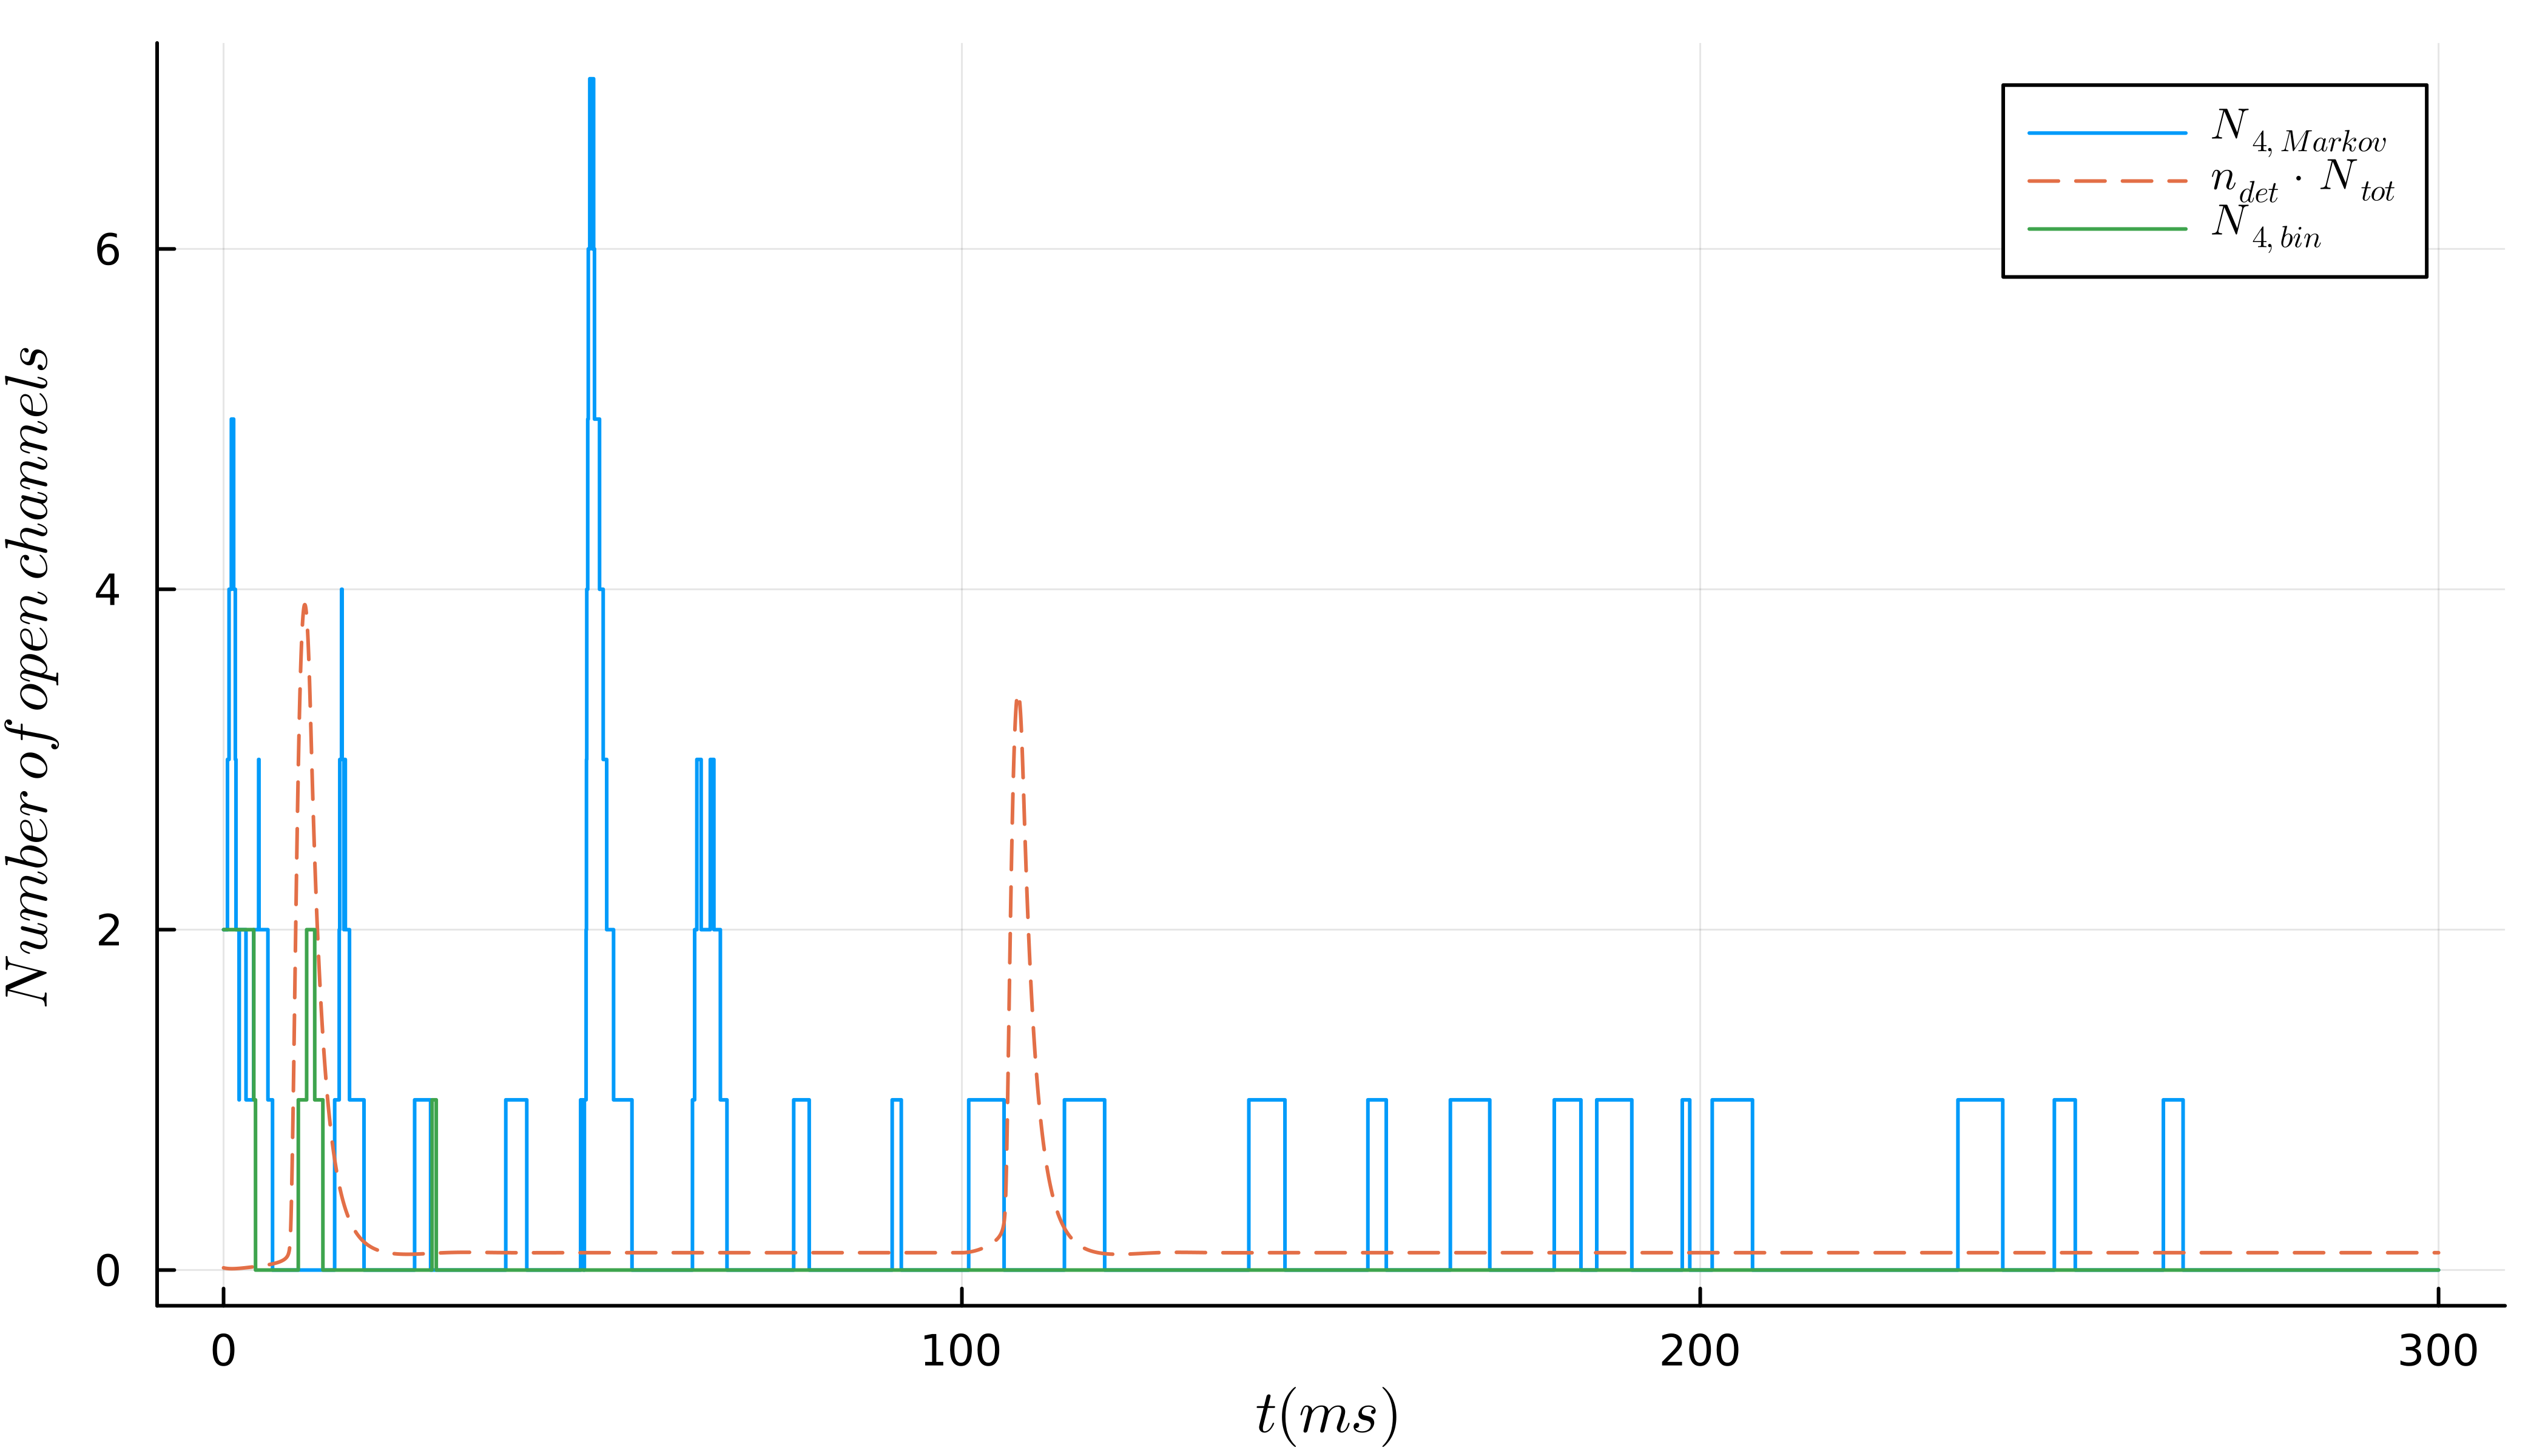 Number of open channels
6
4
2
0
0 100 200 300
t(ms)
N4, Markov
ndet · Ntot
N4, bin